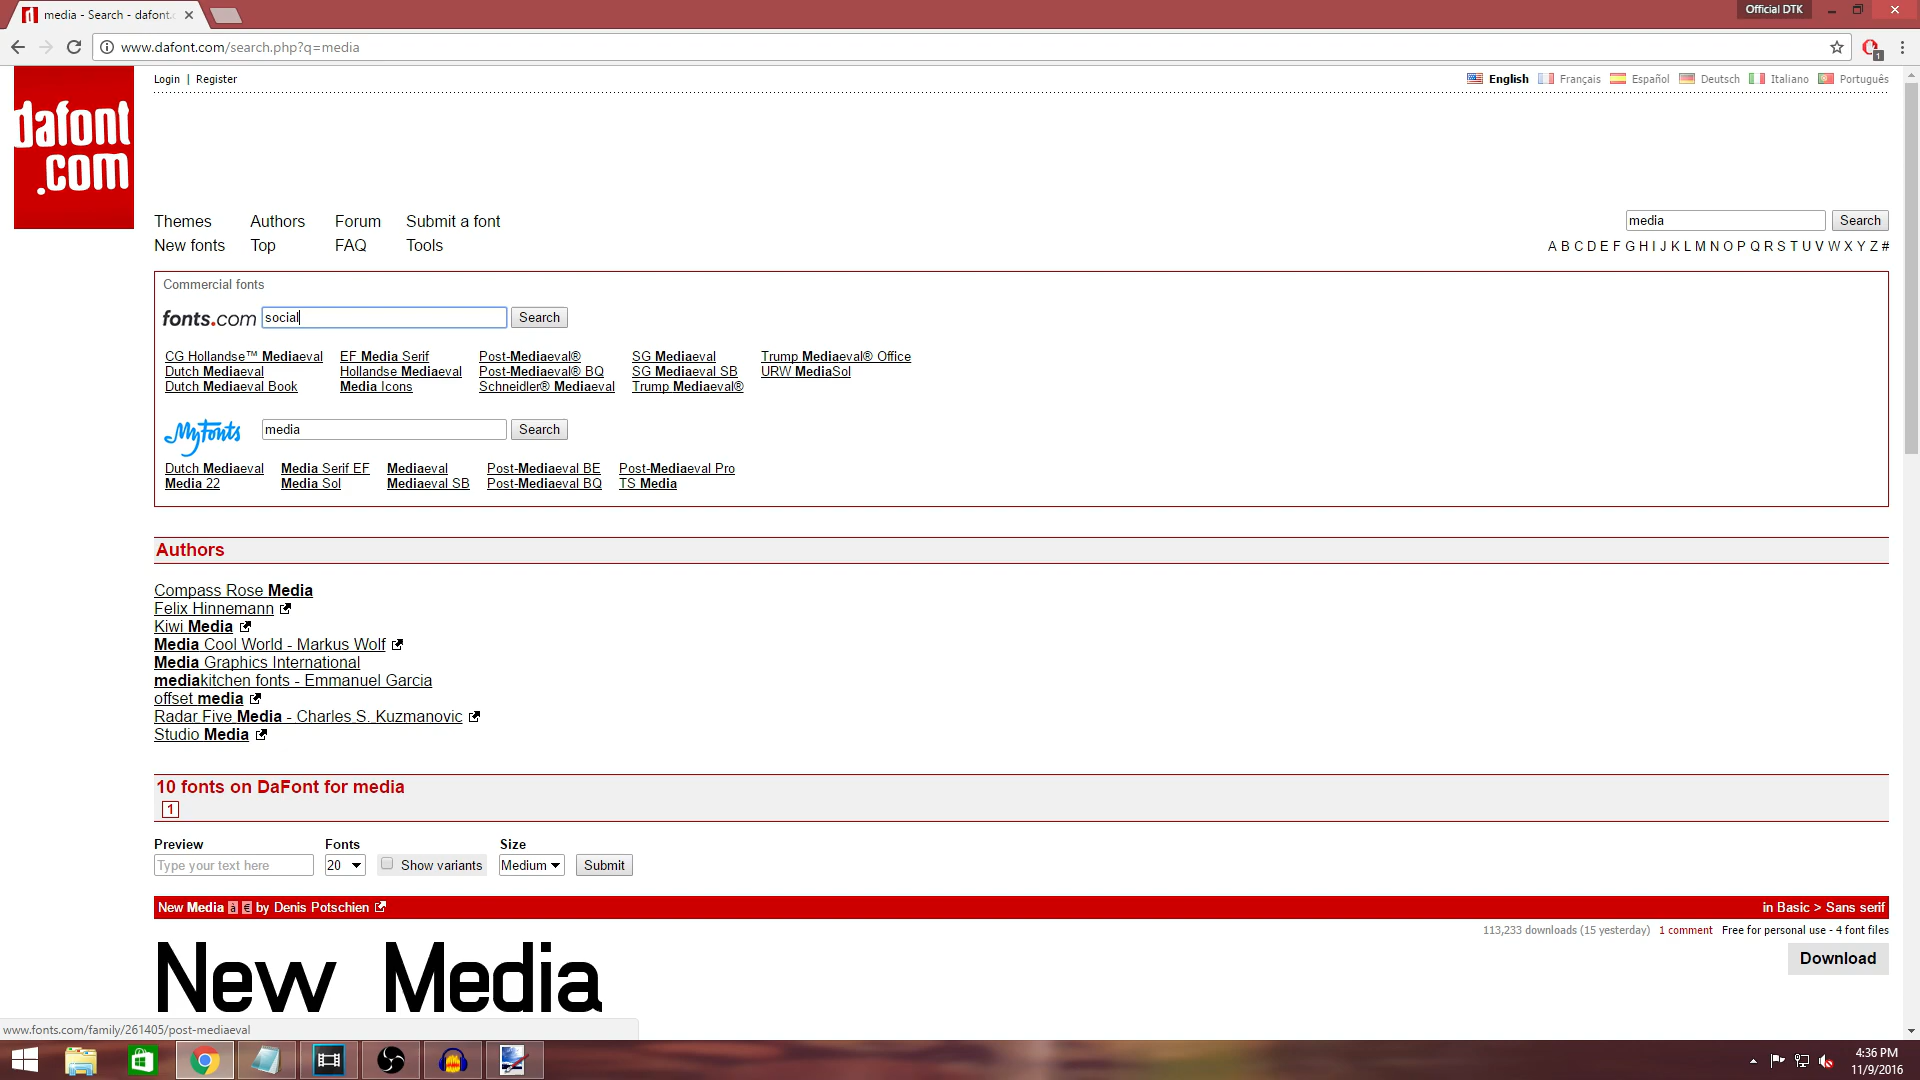 media - Search - dafont.c
Official DTK
www.dafont.com/search.php?q=media
1
dafont
.com
Login | Register
English Français Español Deutsch Italiano Português
Themes Authors Forum Submit a font
media Search
New fonts Top FAQ Tools
A B C D E F G H I J K L M N O P Q R S T U V W X Y Z #
Commercial fonts
fonts.com social Search
CG Hollandse™ Mediaeval EF Media Serif Post-Mediaeval® SG Mediaeval Trump Mediaeval® Office
Dutch Mediaeval Hollandse Mediaeval Post-Mediaeval® BQ SG Mediaeval SB URW MediaSol
Dutch Mediaeval Book Media Icons Schneidler® Mediaeval Trump Mediaeval®
MyFonts media Search
Dutch Mediaeval Media Serif EF Mediaeval Post-Mediaeval BE Post-Mediaeval Pro
Media 22 Media Sol Mediaeval SB Post-Mediaeval BQ TS Media
Authors
Compass Rose Media
Felix Hinnemann
Kiwi Media
Media Cool World - Markus Wolf
Media Graphics International
mediakitchen fonts - Emmanuel Garcia
offset media
Radar Five Media - Charles S. Kuzmanovic
Studio Media
10 fonts on DaFont for media
1
Preview Fonts Size
Type your text here 20 Show variants Medium Submit
New Media à € by Denis Potschien in Basic > Sans serif
113,233 downloads (15 yesterday) 1 comment Free for personal use - 4 font files
Download
New Media
www.fonts.com/family/261405/post-mediaeval
4:36 PM
11/9/2016